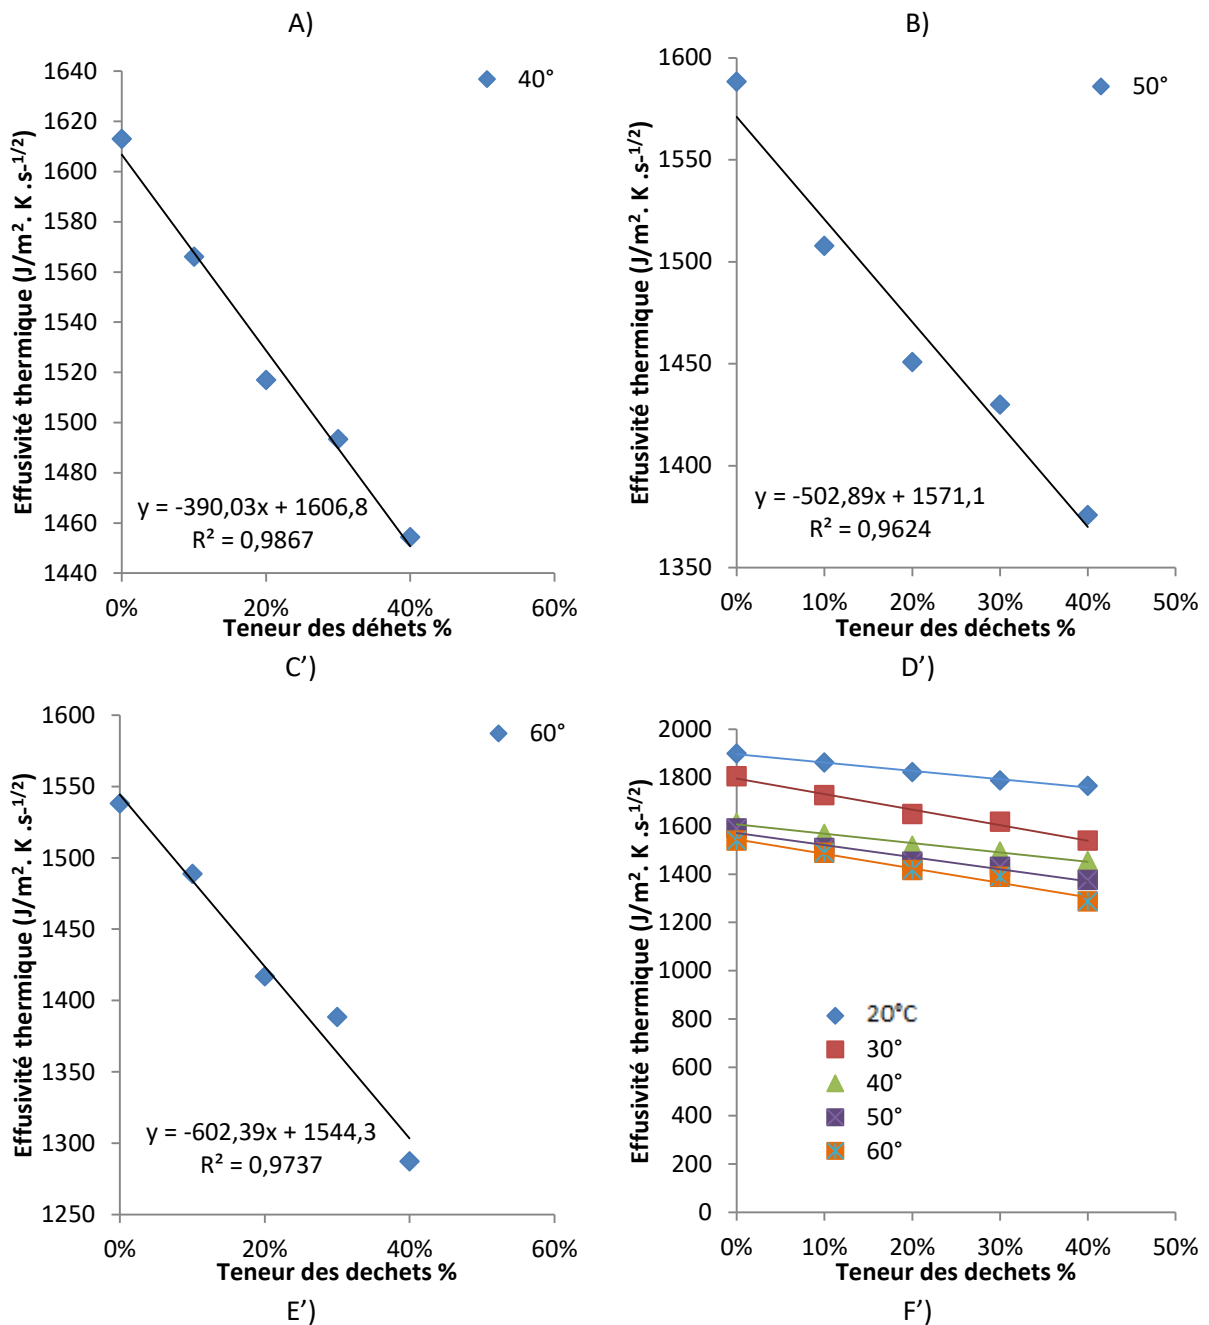 A)
B)
1640
1620
1600
1580
1560
1540
1520
1500
1480
1460
1440
Effusivité thermique (J/m². K .s-1/2)
40°
y = -390,03x + 1606,8
R² = 0,9867
0% 20% 40% 60%
Teneur des déhets %
C’)
1600
1550
1500
1450
1400
1350
Effusivité thermique (J/m². K .s-1/2)
50°
y = -502,89x + 1571,1
R² = 0,9624
0% 10% 20% 30% 40% 50%
Teneur des déchets %
D’)
1600
1550
1500
1450
1400
1350
1300
1250
Effusivité thermique (J/m². K .s-1/2)
60°
y = -602,39x + 1544,3
R² = 0,9737
0% 20% 40% 60%
Teneur des dechets %
E’)
2000
1800
1600
1400
1200
1000
800
600
400
200
0
Effusivité thermique (J/m². K .s-1/2)
20°C
30°
40°
50°
60°
0% 10% 20% 30% 40% 50%
Teneur des dechets %
F’)